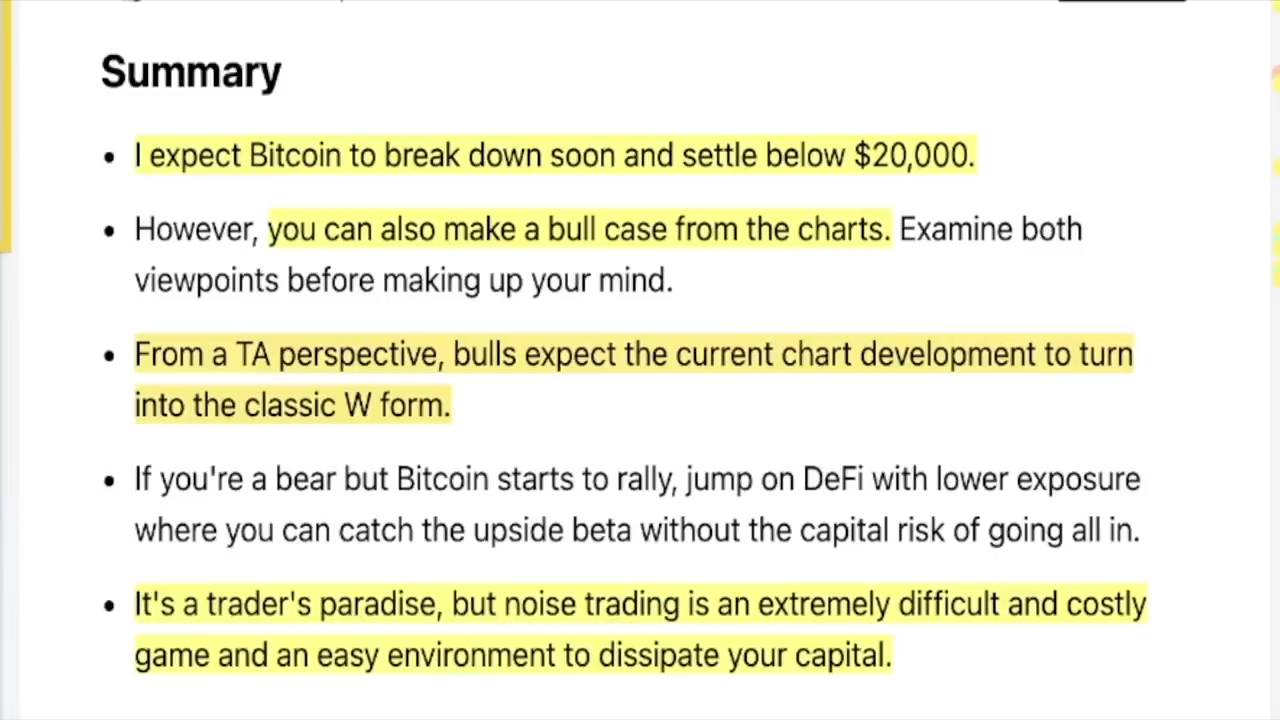 Summary
• I expect Bitcoin to break down soon and settle below $20,000.
• However, you can also make a bull case from the charts. Examine both
viewpoints before making up your mind.
• From a TA perspective, bulls expect the current chart development to turn
into the classic W form.
• If you're a bear but Bitcoin starts to rally, jump on DeFi with lower exposure
where you can catch the upside beta without the capital risk of going all in.
• It's a trader's paradise, but noise trading is an extremely difficult and costly
game and an easy environment to dissipate your capital.